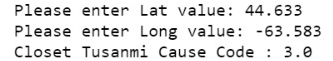 Please enter Lat value: 44.633
Please enter Long value: -63.583
Closet Tusanmi Cause Code : 3.0